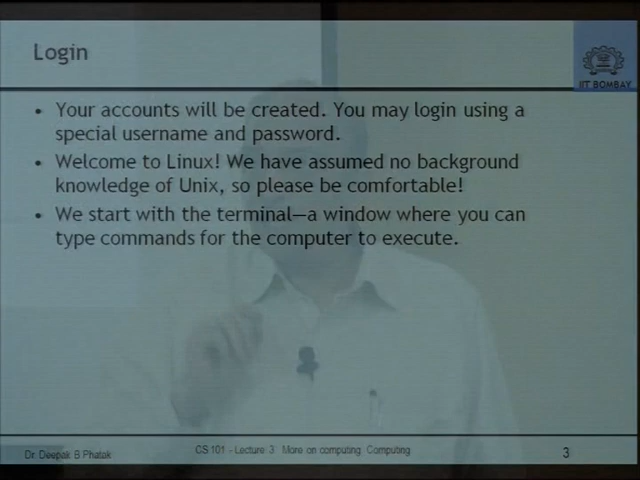 Login
IIT BOMBAY
• Your accounts will be created. You may login using a
special username and password.
• Welcome to Linux! We have assumed no background
knowledge of Unix, so please be comfortable!
• We start with the terminal—a window where you can
type commands for the computer to execute.
Dr. Deepak B Phatak
CS 101 - Lecture 3 More on computing Computing
3